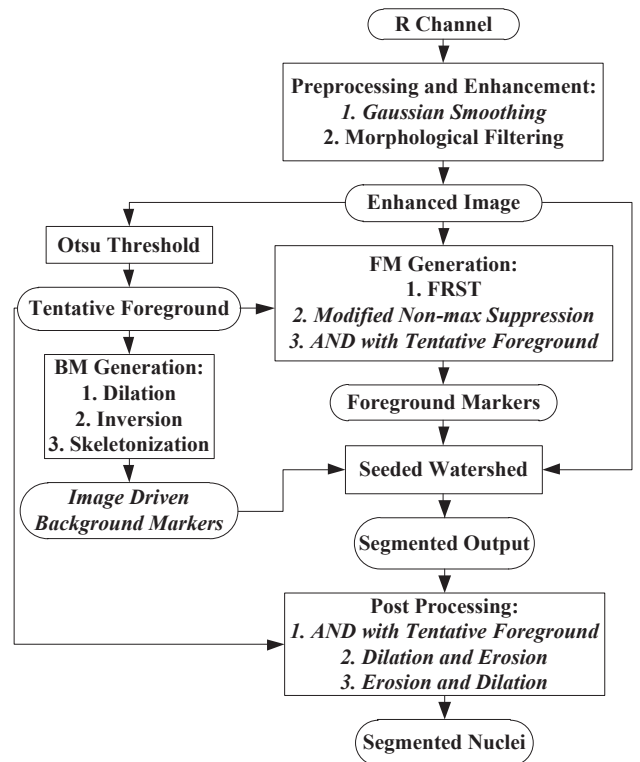 R Channel
Preprocessing and Enhancement:
1. Gaussian Smoothing
2. Morphological Filtering
Enhanced Image
Otsu Threshold
Tentative Foreground
FM Generation:
1. FRST
2. Modified Non-max Suppression
3. AND with Tentative Foreground
BM Generation:
1. Dilation
2. Inversion
3. Skeletonization
Foreground Markers
Image Driven
Background Markers
Seeded Watershed
Segmented Output
Post Processing:
1. AND with Tentative Foreground
2. Dilation and Erosion
3. Erosion and Dilation
Segmented Nuclei